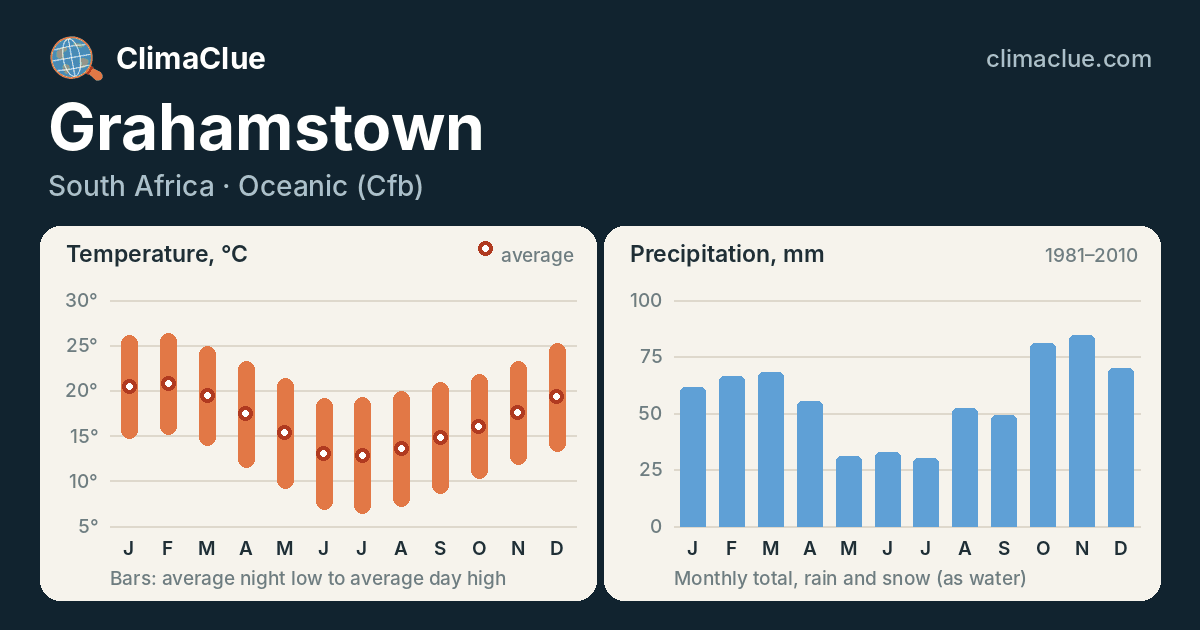 ClimaClue
climaclue.com
Grahamstown
South Africa · Oceanic (Cfb)
Temperature, °C
average
30°
25°
20°
15°
10°
5°
J F M A M J J A S O N D
Bars: average night low to average day high
Precipitation, mm
1981–2010
100
75
50
25
0
J F M A M J J A S O N D
Monthly total, rain and snow (as water)